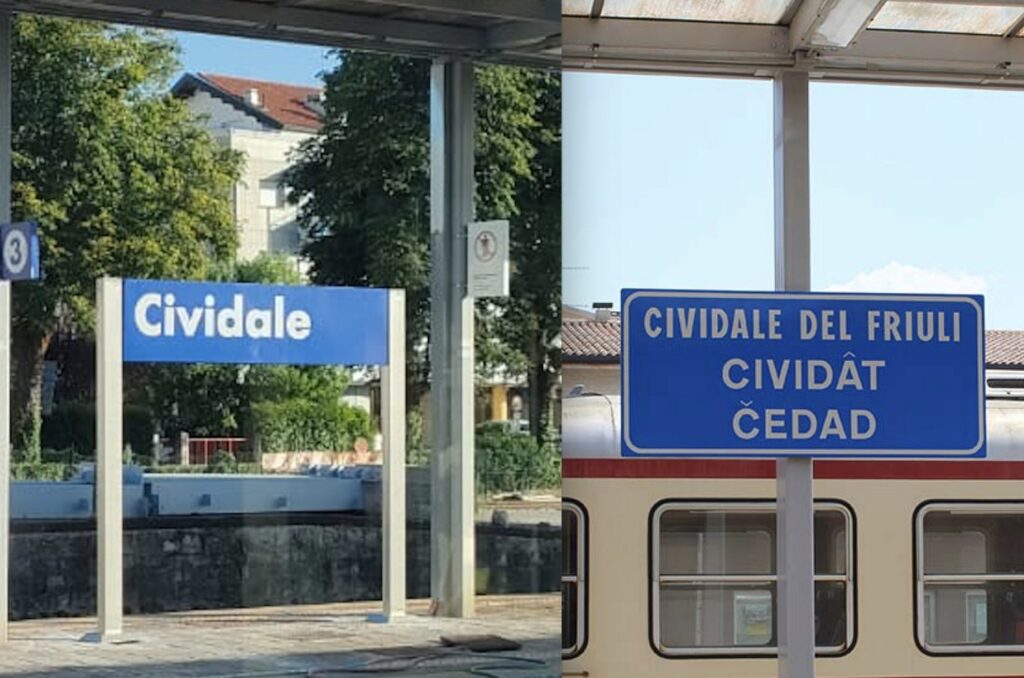 3
Cividale
CIVIDALE DEL FRIULI
CIVIDÂT
ČEDAD